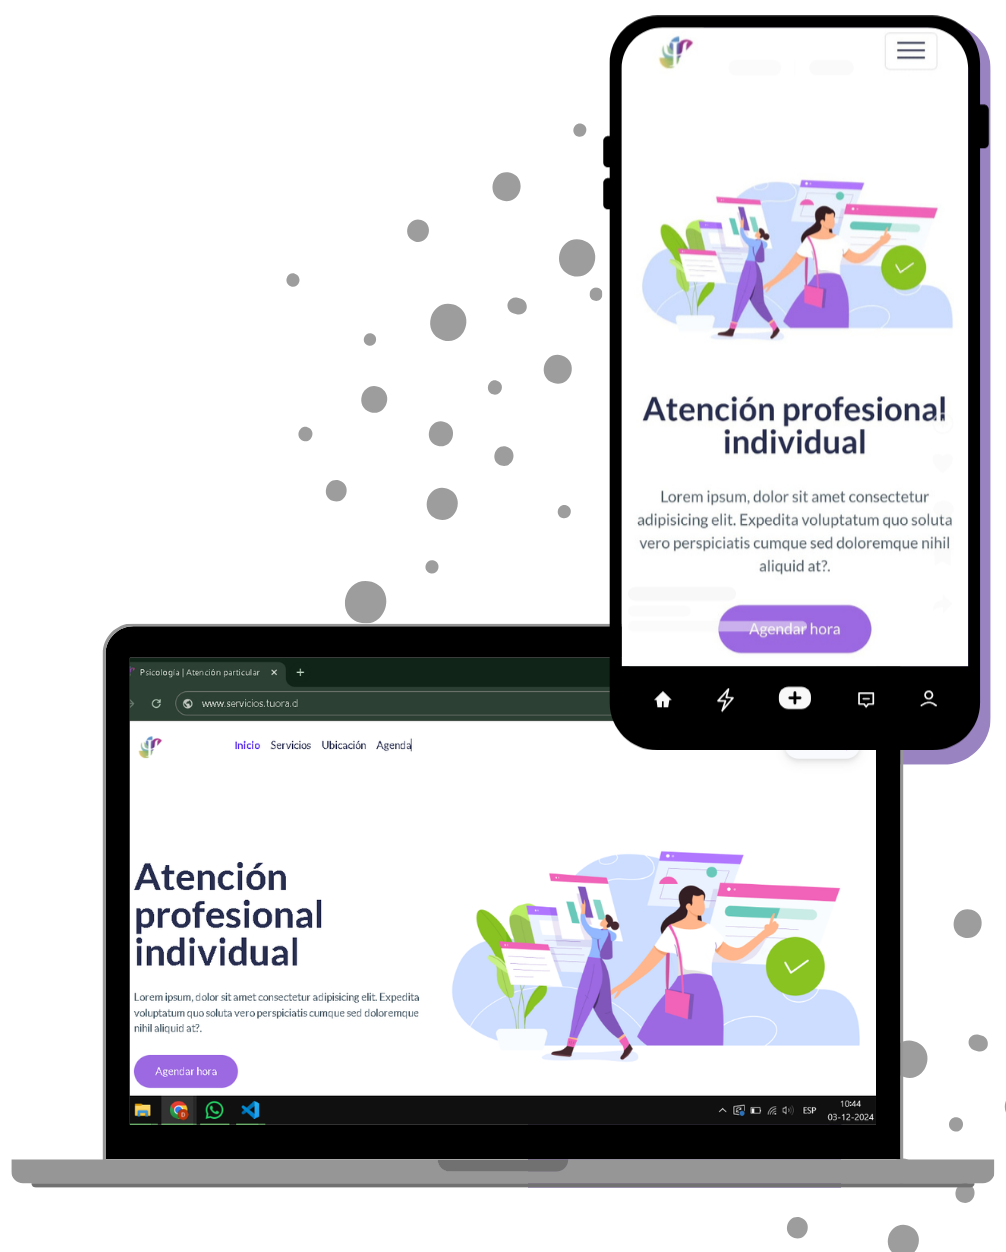 Atención profesional
individual
Lorem ipsum, dolor sit amet consectetur
adipisicing elit. Expedita voluptatum quo soluta
vero perspiciatis cumque sed doloremque nihil
aliquid at?.
Agendar hora
Psicología | Atención particular
www.servicios.tuora.cl
Inicio Servicios Ubicación Agenda
Atención
profesional
individual
Lorem ipsum, dolor sit amet consectetur adipisicing elit. Expedita
voluptatum quo soluta vero perspiciatis cumque sed doloremque
nihil aliquid at?.
Agendar hora
ESP
10:44
03-12-2024